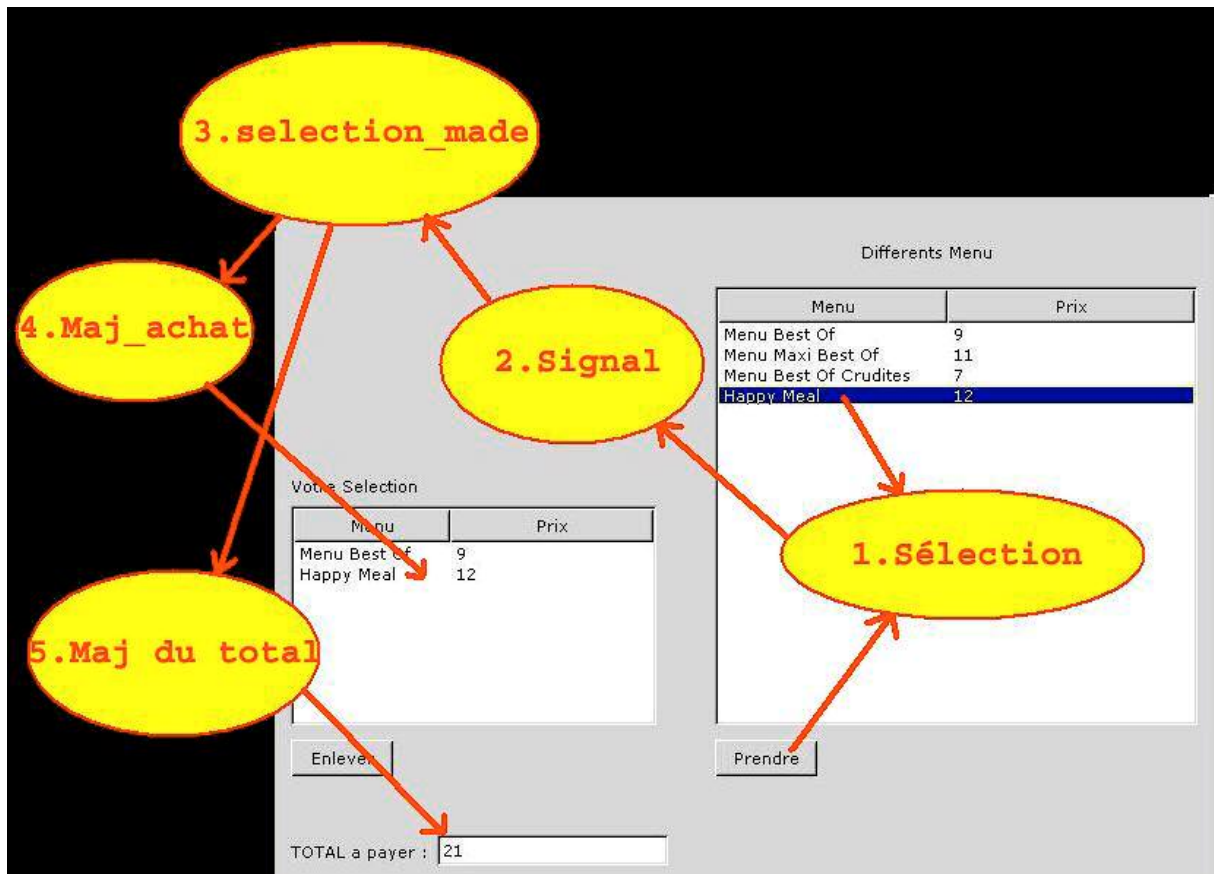 3.selection_made
Differents Menu
4.Maj_achat
2.Signal
Menu Prix
Menu Best Of 9
Menu Maxi Best Of 11
Menu Best Of Crudites 7
Happy Meal 12
Votre Selection
Menu Prix
Menu Best Of 9
Happy Meal 12
1.Sélection
5.Maj du total
Enlever
Prendre
TOTAL a payer : 21